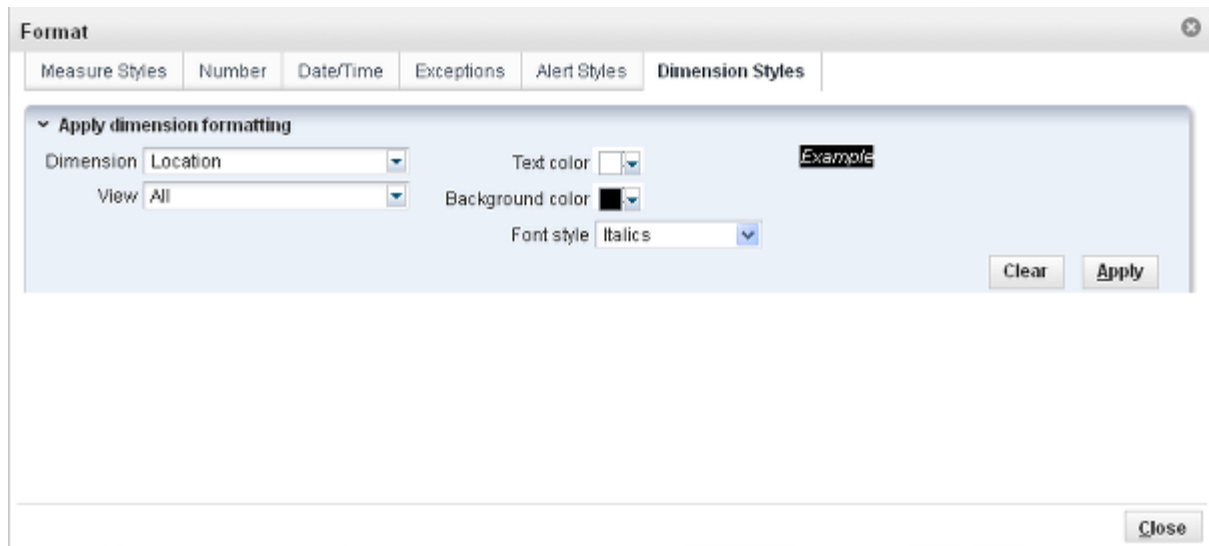 Format
Measure Styles Number Date/Time Exceptions Alert Styles Dimension Styles
Apply dimension formatting
Dimension Location Text color Example
View All Background color
Font style Italics
Clear Apply
Close